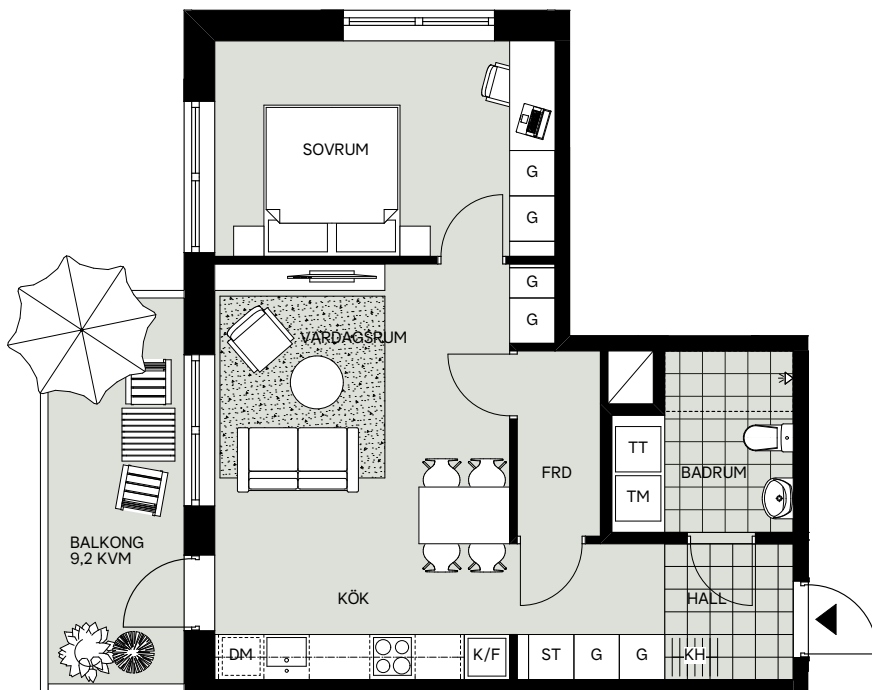 SOVRUM
G
G
G
G
VARDAGSRUM
TT
TM
FRD
BADRUM
BALKONG
9,2 KVM
KÖK
HALL
DM
K/F
ST
G
G
KH